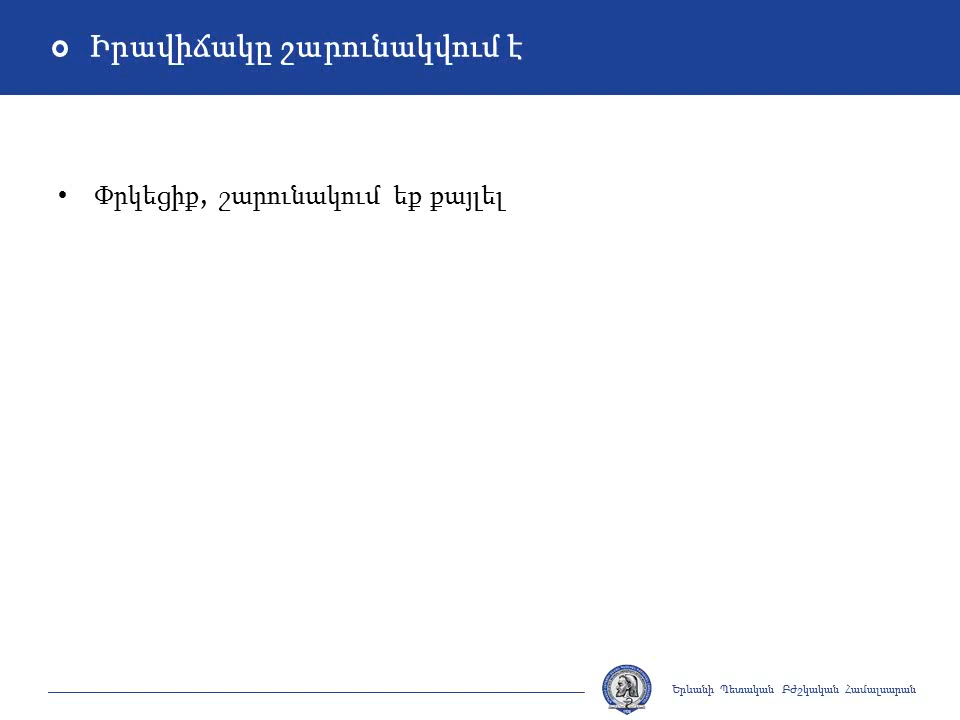 Իրավիճակը շարունակվում է
• Փրկեցիք, շարունակում եք քայլել
Երևանի Պետական Բժշկական Համալսարան